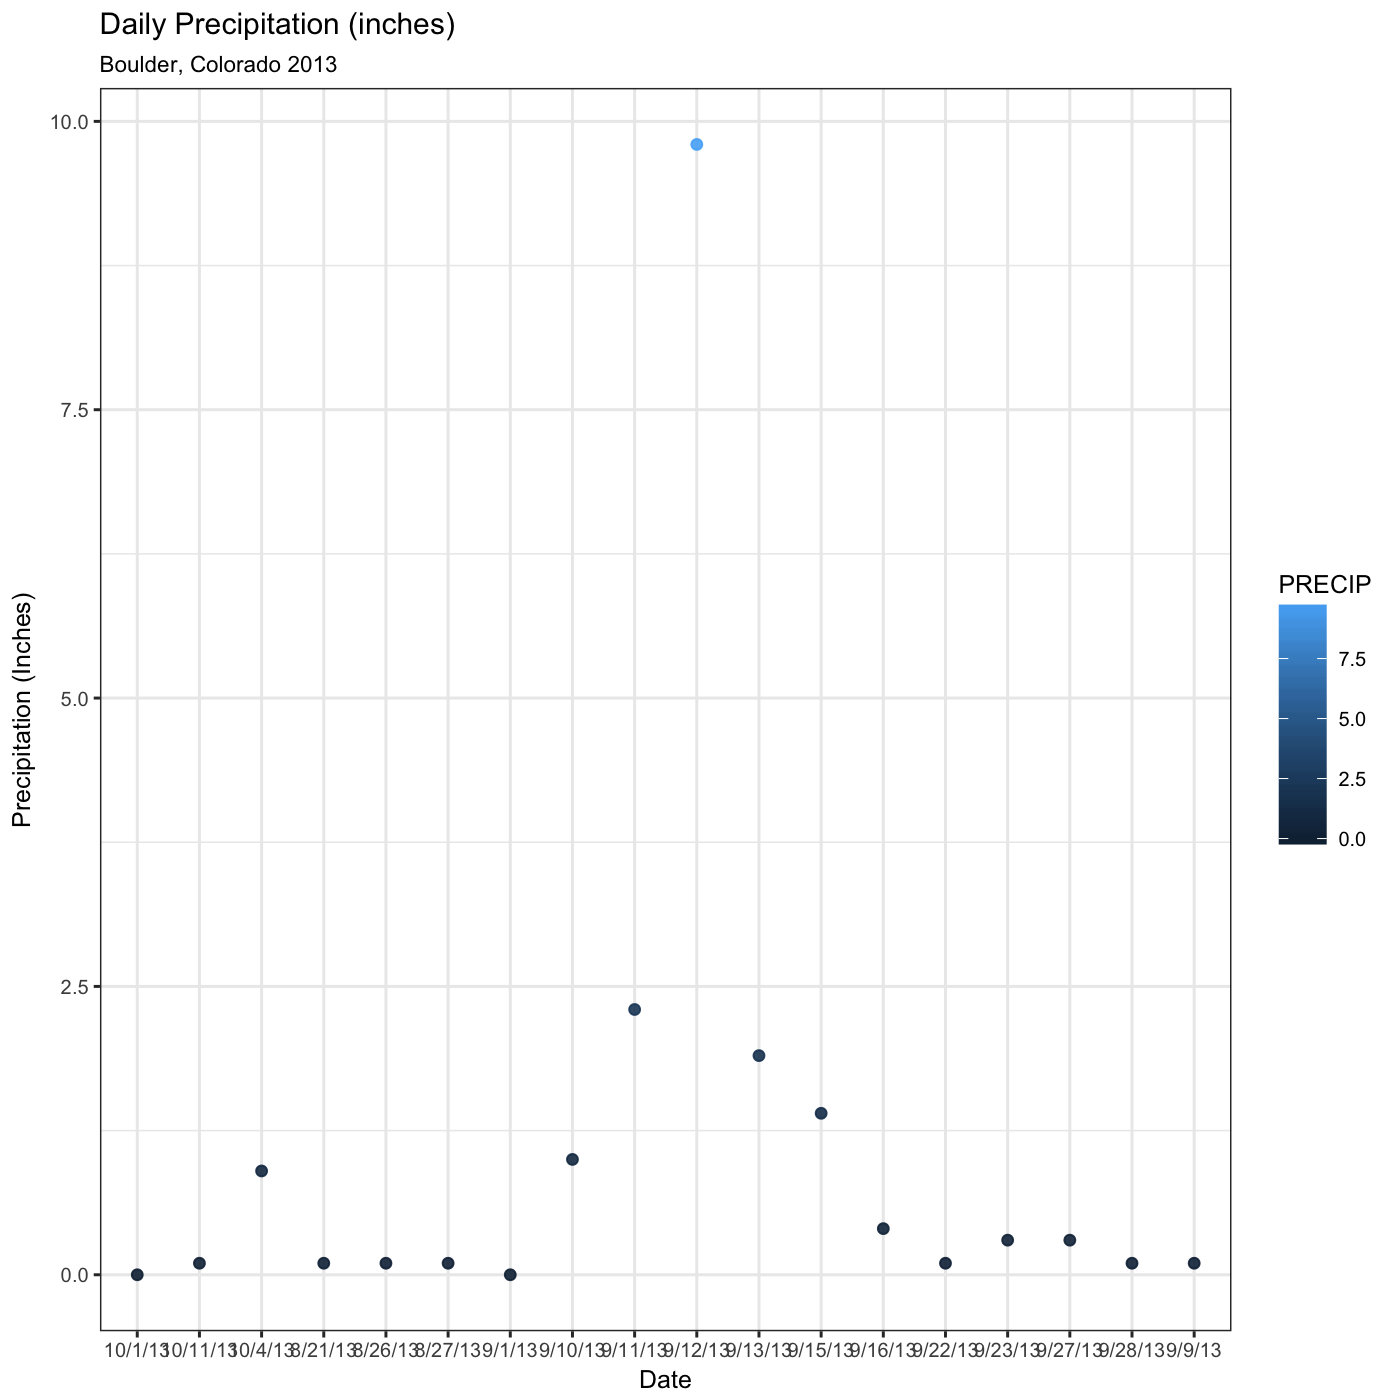 Daily Precipitation (inches)
Boulder, Colorado 2013
10.0
7.5
5.0
2.5
0.0
Precipitation (Inches)
10/1/13 10/11/13 10/4/13 8/21/13 8/26/13 8/27/13 9/1/13 9/10/13 9/11/13 9/12/13 9/13/13 9/15/13 9/16/13 9/22/13 9/23/13 9/27/13 9/28/13 9/9/13
Date
PRECIP
7.5
5.0
2.5
0.0